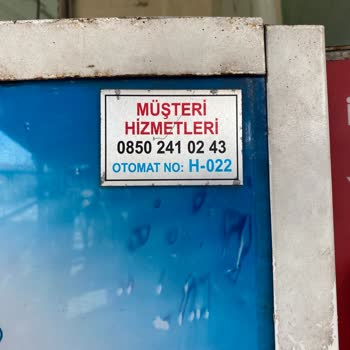 MÜŞTERİ
HİZMETLERİ
0850 241 02 43
OTOMAT NO: H-022